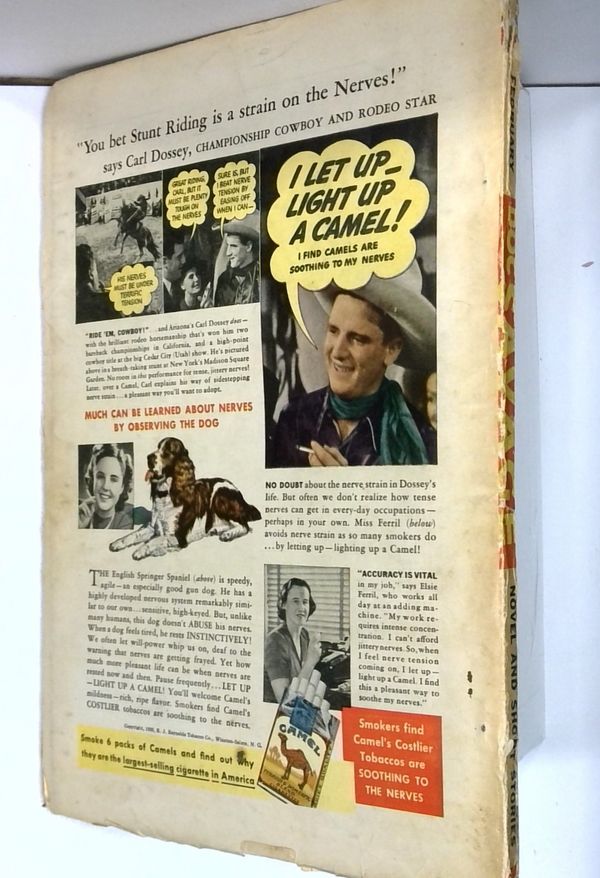 "You bet Stunt Riding is a strain on the Nerves!"
says Carl Dossey, CHAMPIONSHIP COWBOY AND RODEO STAR
GREAT RIDING,
CARL, BUT IT
MUST BE PLENTY
TOUGH ON
THE NERVES
SURE IS, BUT
I BEAT NERVE
TENSION BY
EASING OFF
WHEN I CAN—
HIS NERVES
MUST BE UNDER
TERRIFIC
TENSION
I LET UP—
LIGHT UP
A CAMEL!
I FIND CAMELS ARE
SOOTHING TO MY NERVES
"RIDE 'EM, COWBOY!" ...and Arizona's Carl Dossey does—
with the brilliant rodeo horsemanship that's won him two
bareback championships in California, and a high-point
cowboy title at the big Cedar City (Utah) show. He's pictured
above in a breath-taking stunt at New York's Madison Square
Garden. No room in this performance for tense, jittery nerves!
Later, over a Camel, Carl explains his way of sidestepping
nerve strain...a pleasant way you'll want to adopt.
MUCH CAN BE LEARNED ABOUT NERVES
BY OBSERVING THE DOG
THE English Springer Spaniel (above) is speedy,
agile—an especially good gun dog. He has a
highly developed nervous system remarkably simi-
lar to our own...sensitive, high-keyed. But, unlike
many humans, this dog doesn't ABUSE his nerves.
When a dog feels tired, he rests INSTINCTIVELY!
We often let will-power whip us on, deaf to the
warning that nerves are getting frayed. Yet how
much more pleasant life can be when nerves are
rested now and then. Pause frequently...LET UP
—LIGHT UP A CAMEL! You'll welcome Camel's
mildness—rich, ripe flavor. Smokers find Camel's
COSTLIER tobaccos are soothing to the nerves.
Copyright, 1939, R. J. Reynolds Tobacco Co., Winston-Salem, N. C.
NO DOUBT about the nerve strain in Dossey's
life. But often we don't realize how tense
nerves can get in every-day occupations—
perhaps in your own. Miss Ferril (below)
avoids nerve strain as so many smokers do
...by letting up—lighting up a Camel!
"ACCURACY IS VITAL
in my job," says Elsie
Ferril, who works all
day at an adding ma-
chine. "My work re-
quires intense concen-
tration. I can't afford
jittery nerves. So, when
I feel nerve tension
coming on, I let up—
light up a Camel. I find
this a pleasant way to
soothe my nerves."
Smoke 6 packs of Camels and find out why
they are the largest-selling cigarette in America
CAMEL
Smokers find
Camel's Costlier
Tobaccos are
SOOTHING TO
THE NERVES
FEBRUARY
NOVEL AND SHORT STORIES